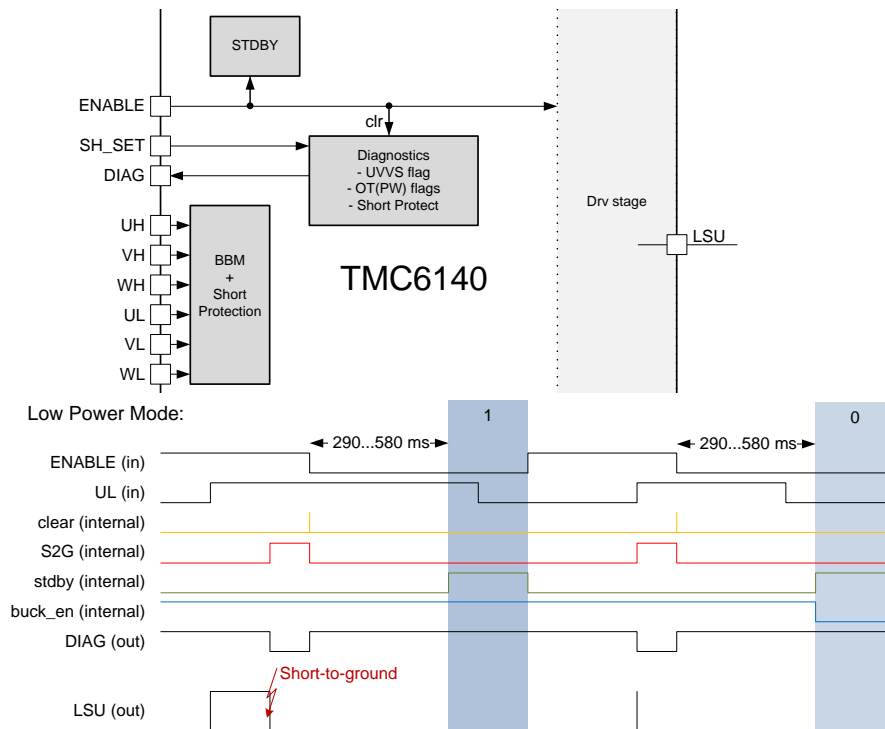 STDBY
ENABLE
clr
SH_SET
DIAG
Diagnostics
- UVVS flag
- OT(PW) flags
- Short Protect
Drv stage
UH
VH
WH
UL
VL
WL
BBM
+
Short
Protection
LSU
TMC6140
Low Power Mode:
1
0
290...580 ms
290...580 ms
ENABLE (in)
UL (in)
clear (internal)
S2G (internal)
stdby (internal)
buck_en (internal)
DIAG (out)
Short-to-ground
LSU (out)